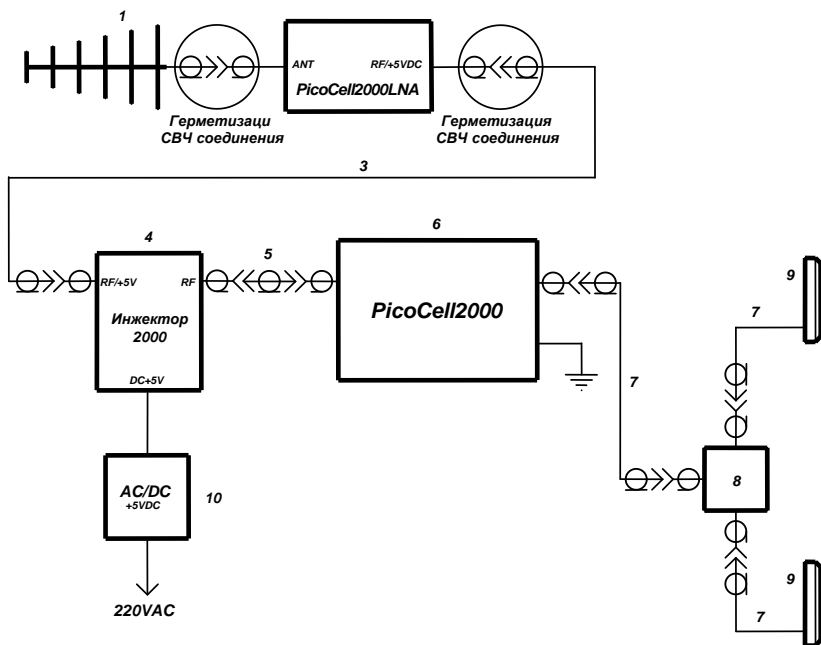 1
ANT
RF/+5VDC
PicoCell2000LNA
Герметизаци
СВЧ соединения
Герметизация
СВЧ соединения
3
4
5
6
RF/+5V
RF
Инжектор
2000
DC+5V
PicoCell2000
9
7
7
8
AC/DC
+5VDC
10
220VAC
9
7